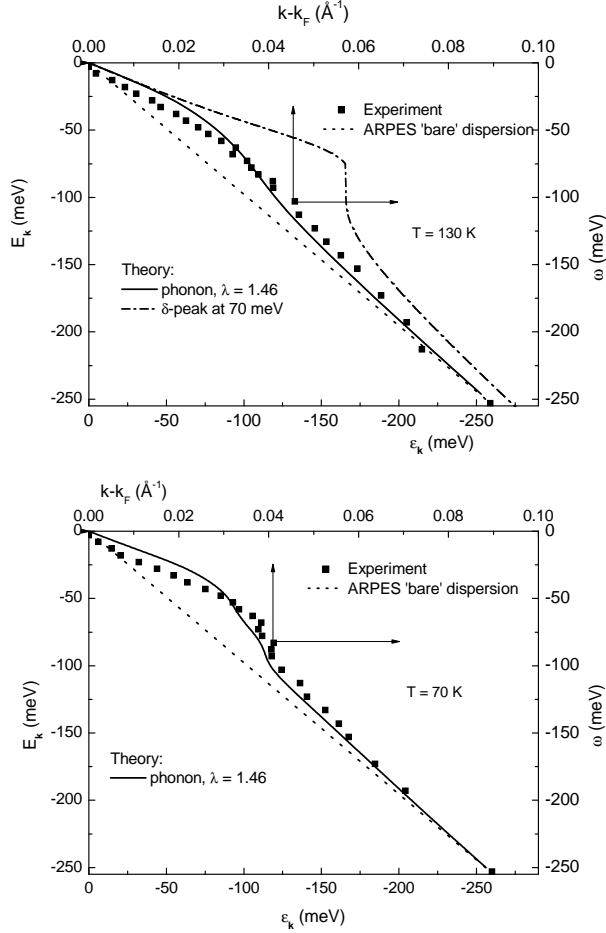 k-k_F (Å⁻¹)
0.00 0.02 0.04 0.06 0.08 0.10
0 0
-50 -50
-100 -100
-150 -150
-200 -200
-250 -250
E_k (meV)
ω (meV)
Experiment
ARPES 'bare' dispersion
T = 130 K
Theory:
phonon, λ = 1.46
δ-peak at 70 meV
0 -50 -100 -150 -200 -250
ε_k (meV)
k-k_F (Å⁻¹)
0.00 0.02 0.04 0.06 0.08 0.10
0 0
-50 -50
-100 -100
-150 -150
-200 -200
-250 -250
E_k (meV)
ω (meV)
Experiment
ARPES 'bare' dispersion
T = 70 K
Theory:
phonon, λ = 1.46
0 -50 -100 -150 -200 -250
ε_k (meV)